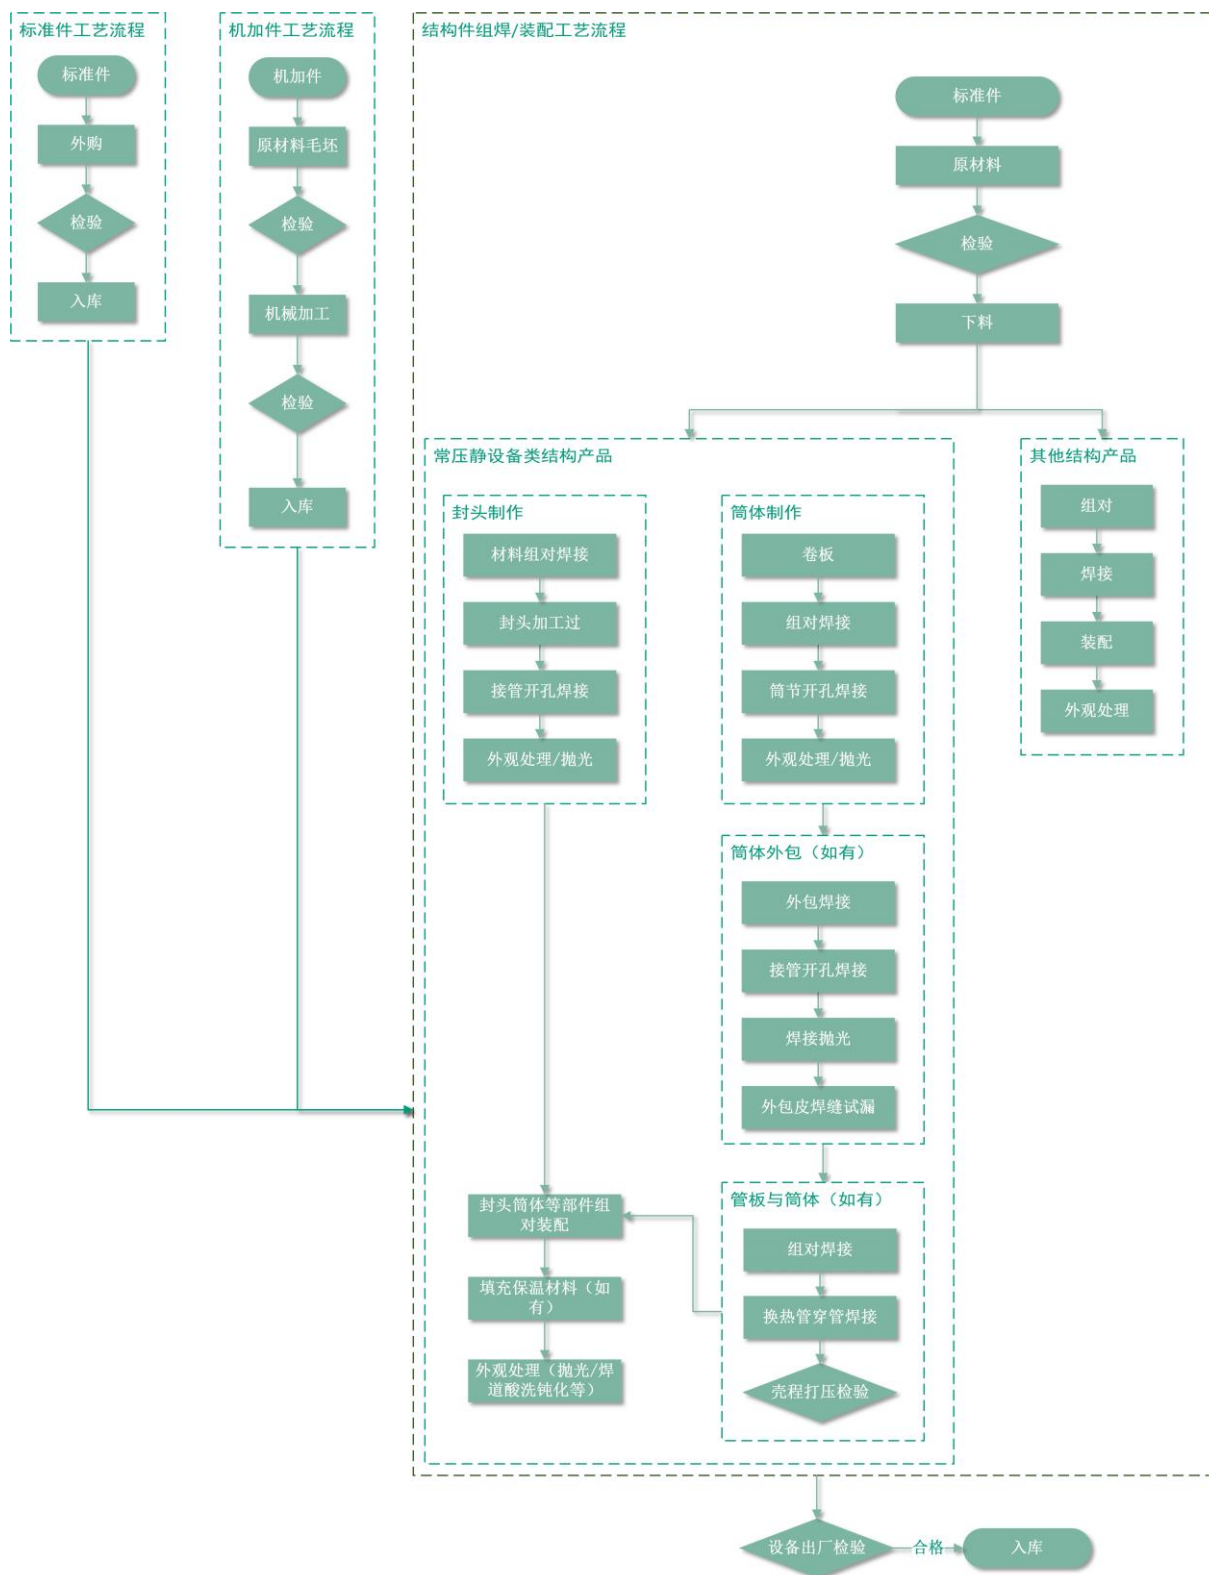 标准件工艺流程
标准件
外购
检验
入库
机加件工艺流程
机加件
原材料毛坯
检验
机械加工
检验
入库
结构件组焊/装配工艺流程
标准件
原材料
检验
下料
常压静设备类结构产品
封头制作
材料组对焊接
封头加工过
接管开孔焊接
外观处理/抛光
筒体制作
卷板
组对焊接
筒节开孔焊接
外观处理/抛光
筒体外包（如有）
外包焊接
接管开孔焊接
焊接抛光
外包皮焊缝试漏
管板与筒体（如有）
组对焊接
换热管穿管焊接
壳程打压检验
封头筒体等部件组
对装配
填充保温材料（如
有）
外观处理（抛光/焊
道酸洗钝化等）
其他结构产品
组对
焊接
装配
外观处理
设备出厂检验
合格
入库